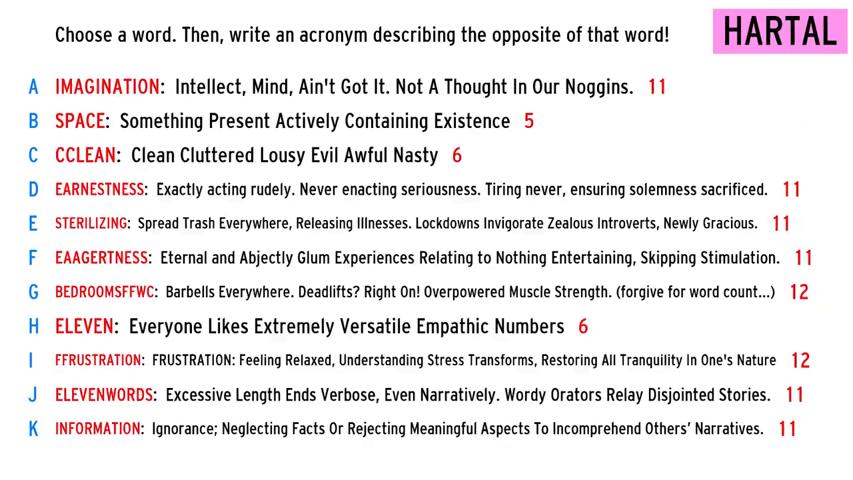 Choose a word. Then, write an acronym describing the opposite of that word!
HARTAL
A IMAGINATION: Intellect, Mind, Ain't Got It. Not A Thought In Our Noggins. 11
B SPACE: Something Present Actively Containing Existence 5
C CCLEAN: Clean Cluttered Lousy Evil Awful Nasty 6
D EARNESTNESS: Exactly acting rudely. Never enacting seriousness. Tiring never, ensuring solemness sacrificed. 11
E STERILIZING: Spread Trash Everywhere, Releasing Illnesses. Lockdowns Invigorate Zealous Introverts, Newly Gracious. 11
F EAAGERTNESS: Eternal and Abjectly Glum Experiences Relating to Nothing Entertaining, Skipping Stimulation. 11
G BEDROOMSFFWC: Barbells Everywhere. Deadlifts? Right On! Overpowered Muscle Strength. (forgive for word count...) 12
H ELEVEN: Everyone Likes Extremely Versatile Empathic Numbers 6
I FFRUSTRATION: FRUSTRATION: Feeling Relaxed, Understanding Stress Transforms, Restoring All Tranquility In One's Nature 12
J ELEVENWORDS: Excessive Length Ends Verbose, Even Narratively. Wordy Orators Relay Disjointed Stories. 11
K INFORMATION: Ignorance; Neglecting Facts Or Rejecting Meaningful Aspects To Incomprehend Others' Narratives. 11